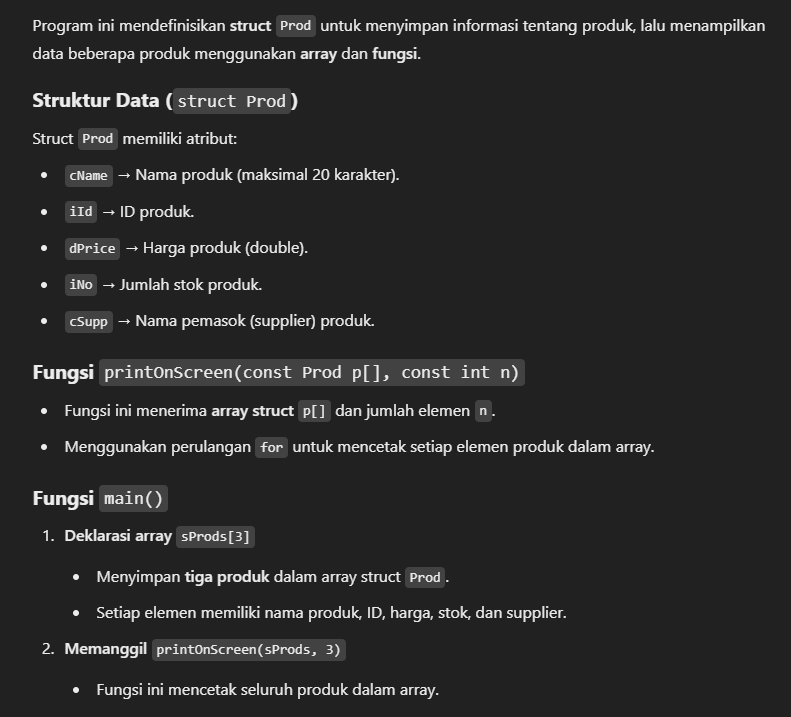 Program ini mendefinisikan struct Prod untuk menyimpan informasi tentang produk, lalu menampilkan
data beberapa produk menggunakan array dan fungsi.
Struktur Data (struct Prod)
Struct Prod memiliki atribut:
• cName → Nama produk (maksimal 20 karakter).
• iId → ID produk.
• dPrice → Harga produk (double).
• iNo → Jumlah stok produk.
• cSupp → Nama pemasok (supplier) produk.
Fungsi printOnScreen(const Prod p[], const int n)
• Fungsi ini menerima array struct p[] dan jumlah elemen n.
• Menggunakan perulangan for untuk mencetak setiap elemen produk dalam array.
Fungsi main()
1. Deklarasi array sProds[3]
• Menyimpan tiga produk dalam array struct Prod.
• Setiap elemen memiliki nama produk, ID, harga, stok, dan supplier.
2. Memanggil printOnScreen(sProds, 3)
• Fungsi ini mencetak seluruh produk dalam array.